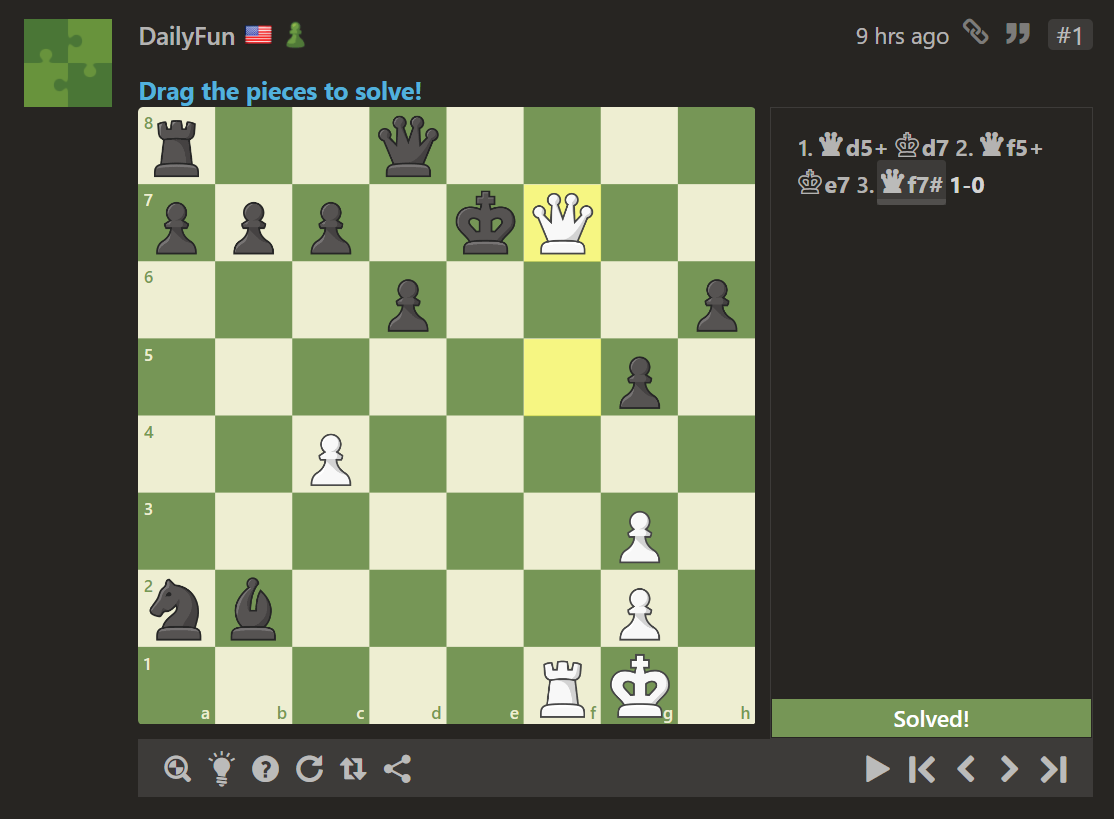 DailyFun
9 hrs ago
#1
Drag the pieces to solve!
1. ♛d5+ ♔d7 2. ♛f5+
♔e7 3. ♛f7# 1-0
8
7
6
5
4
3
2
1
a b c d e f g h
Solved!